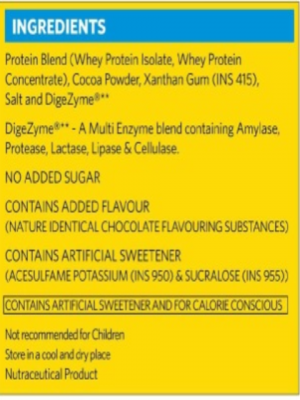 INGREDIENTS
Protein Blend (Whey Protein Isolate, Whey Protein
Concentrate), Cocoa Powder, Xanthan Gum (INS 415),
Salt and DigeZyme®**
DigeZyme®** - A Multi Enzyme blend containing Amylase,
Protease, Lactase, Lipase & Cellulase.
NO ADDED SUGAR
CONTAINS ADDED FLAVOUR
(NATURE IDENTICAL CHOCOLATE FLAVOURING SUBSTANCES)
CONTAINS ARTIFICIAL SWEETENER
(ACESULFAME POTASSIUM (INS 950) & SUCRALOSE (INS 955))
CONTAINS ARTIFICIAL SWEETENER AND FOR CALORIE CONSCIOUS
Not recommended for Children
Store in a cool and dry place
Nutraceutical Product